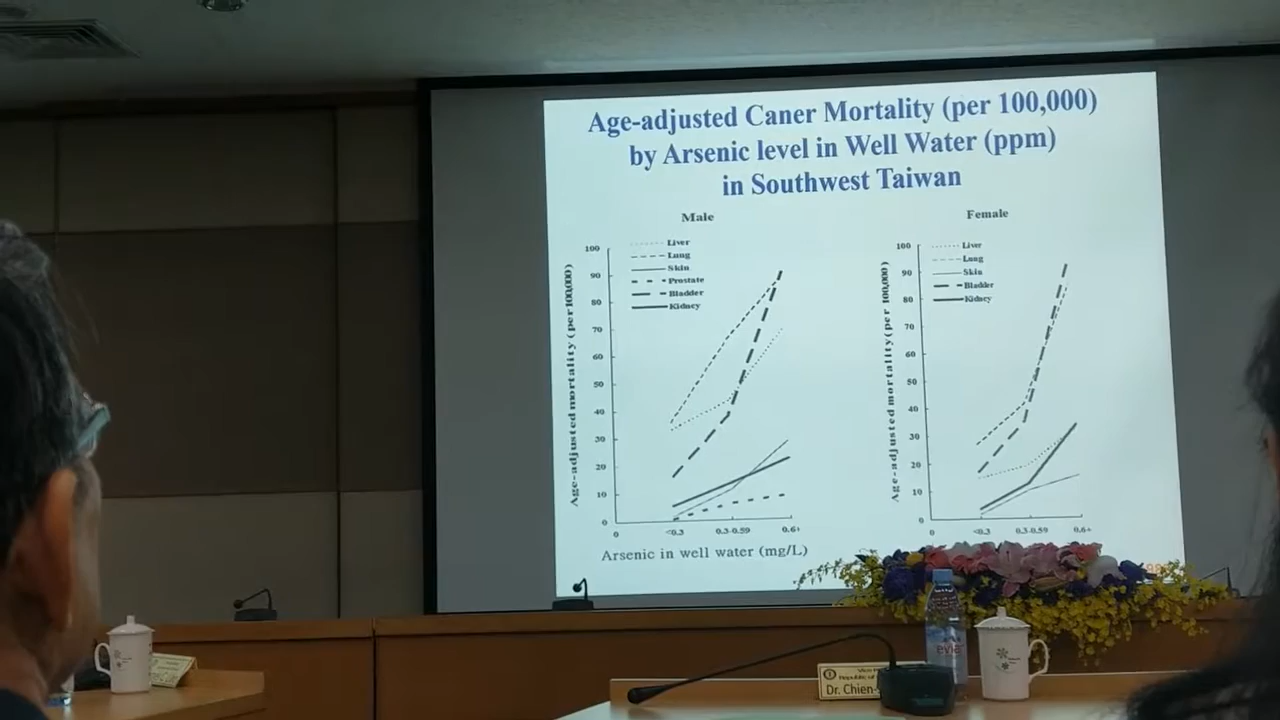 Age-adjusted Caner Mortality (per 100,000)
by Arsenic level in Well Water (ppm)
in Southwest Taiwan
Male
Liver
Lung
Skin
Prostate
Bladder
Kidney
Age-adjusted mortality (per100,000)
100
90
80
70
60
50
40
30
20
10
0
0
<0.3
0.3-0.59
0.6+
Arsenic in well water (mg/L)
Female
Liver
Lung
Skin
Bladder
Kidney
Age-adjusted mortality(per 100,000)
100
90
80
70
60
50
40
30
20
10
0
0
<0.3
0.3-0.59
0.6+
evian
Republic of
Dr. Chien-